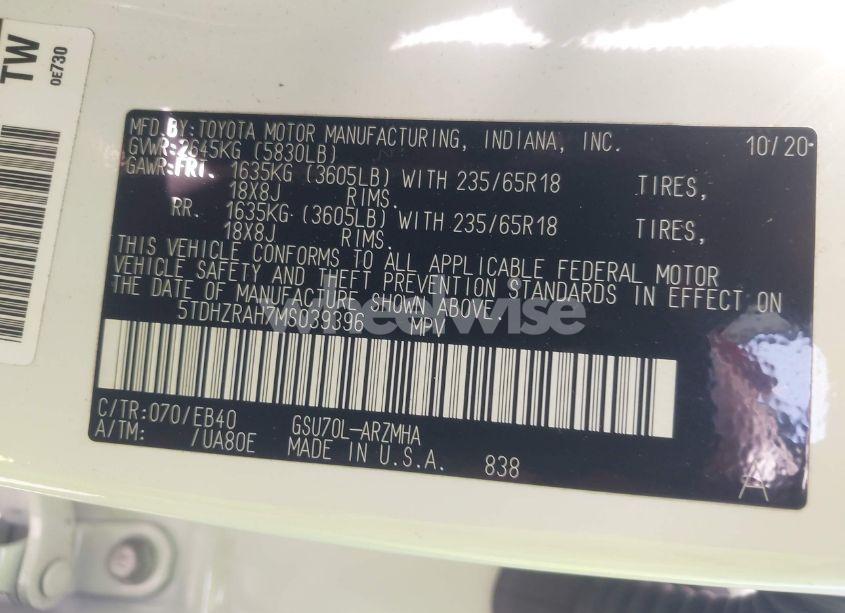 TW
0E730
MFD.BY:TOYOTA MOTOR MANUFACTURING, INDIANA, INC. 10/20
GVWR:2645KG (5830LB)
GAWR:FRT. 1635KG (3605LB) WITH 235/65R18 TIRES,
18X8J RIMS.
RR. 1635KG (3605LB) WITH 235/65R18 TIRES,
18X8J RIMS.
THIS VEHICLE CONFORMS TO ALL APPLICABLE FEDERAL MOTOR
VEHICLE SAFETY AND THEFT PREVENTION STANDARDS IN EFFECT ON
THE DATE OF MANUFACTURE SHOWN ABOVE.
5TDHZRAH7MS039396 MPV
wheelwise
C/TR:070/EB40 GSU70L-ARZMHA
A/TM: /UA80E MADE IN U.S.A. 838
A